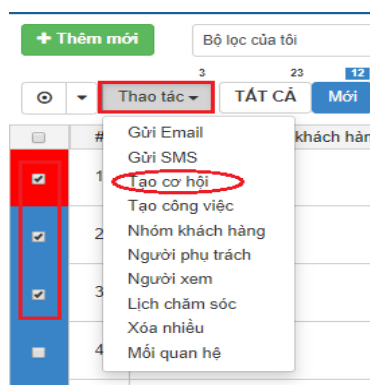 + Thêm mới Bộ lọc của tôi
3 23 12
Thao tác TẤT CẢ Mới
# khách hàn
Gửi Email
Gửi SMS
1 Tạo cơ hội
Tạo công việc
2 Nhóm khách hàng
Người phụ trách
Người xem
3 Lịch chăm sóc
Xóa nhiều
4 Mối quan hệ